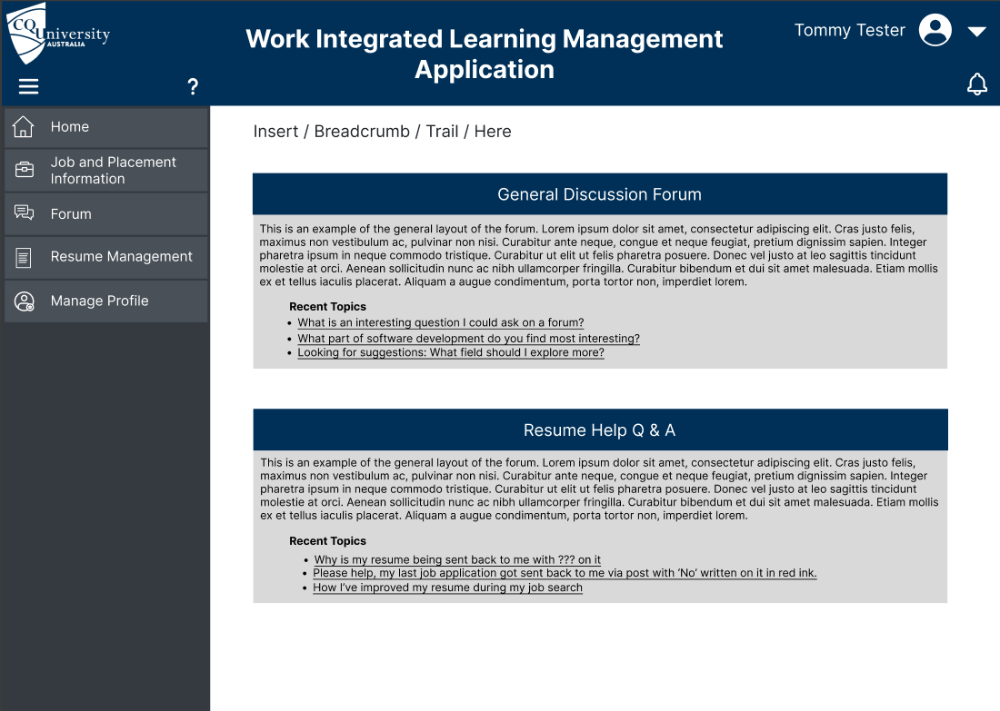 CQUniversity
AUSTRALIA
Work Integrated Learning Management
Application
Tommy Tester
?
Home
Job and Placement
Information
Forum
Resume Management
Manage Profile
Insert / Breadcrumb / Trail / Here
General Discussion Forum
This is an example of the general layout of the forum. Lorem ipsum dolor sit amet, consectetur adipiscing elit. Cras justo felis,
maximus non vestibulum ac, pulvinar non nisi. Curabitur ante neque, congue et neque feugiat, pretium dignissim sapien. Integer
pharetra ipsum in neque commodo tristique. Curabitur ut elit ut felis pharetra posuere. Donec vel justo at leo sagittis tincidunt
molestie at orci. Aenean sollicitudin nunc ac nibh ullamcorper fringilla. Curabitur bibendum et dui sit amet malesuada. Etiam mollis
ex et tellus iaculis placerat. Aliquam a augue condimentum, porta tortor non, imperdiet lorem.
Recent Topics
• What is an interesting question I could ask on a forum?
• What part of software development do you find most interesting?
• Looking for suggestions: What field should I explore more?
Resume Help Q & A
This is an example of the general layout of the forum. Lorem ipsum dolor sit amet, consectetur adipiscing elit. Cras justo felis,
maximus non vestibulum ac, pulvinar non nisi. Curabitur ante neque, congue et neque feugiat, pretium dignissim sapien. Integer
pharetra ipsum in neque commodo tristique. Curabitur ut elit ut felis pharetra posuere. Donec vel justo at leo sagittis tincidunt
molestie at orci. Aenean sollicitudin nunc ac nibh ullamcorper fringilla. Curabitur bibendum et dui sit amet malesuada. Etiam mollis
ex et tellus iaculis placerat. Aliquam a augue condimentum, porta tortor non, imperdiet lorem.
Recent Topics
• Why is my resume being sent back to me with ??? on it
• Please help, my last job application got sent back to me via post with ‘No’ written on it in red ink.
• How I’ve improved my resume during my job search